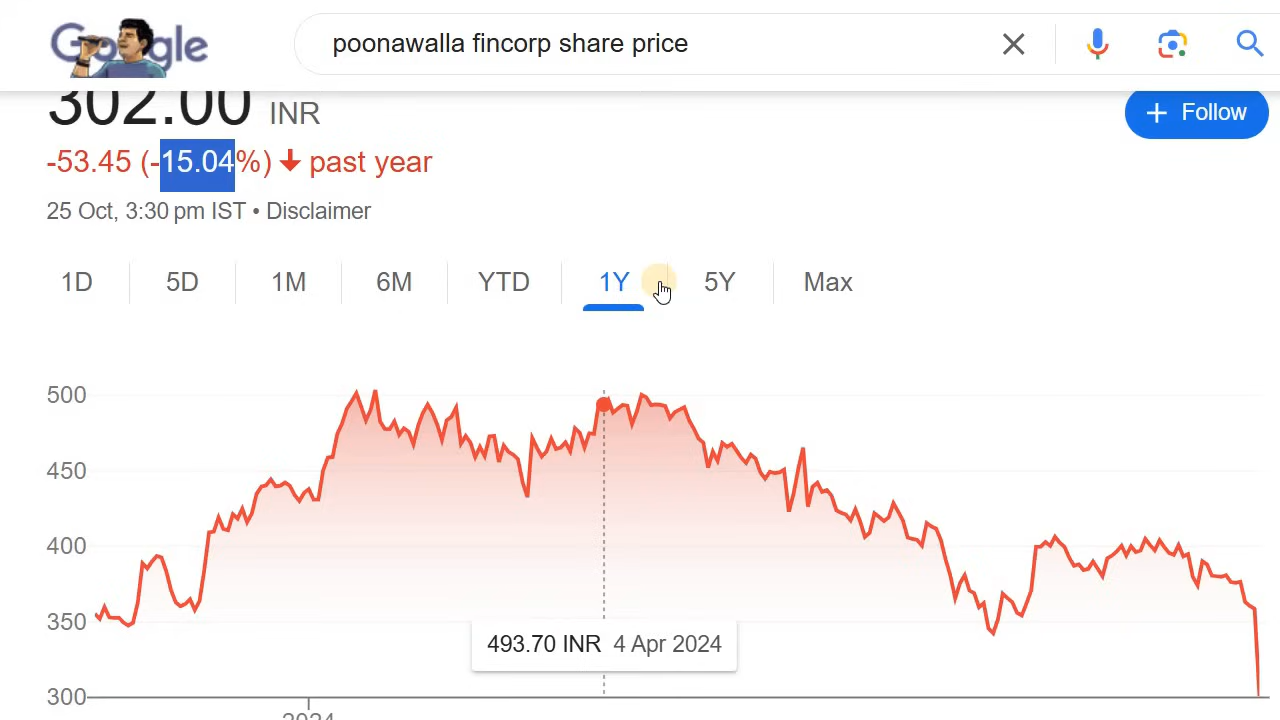 Google
poonawalla fincorp share price
302.00 INR
+ Follow
-53.45 (-15.04%) past year
25 Oct, 3:30 pm IST • Disclaimer
1D 5D 1M 6M YTD 1Y 5Y Max
500
450
400
350
493.70 INR 4 Apr 2024
300
2024